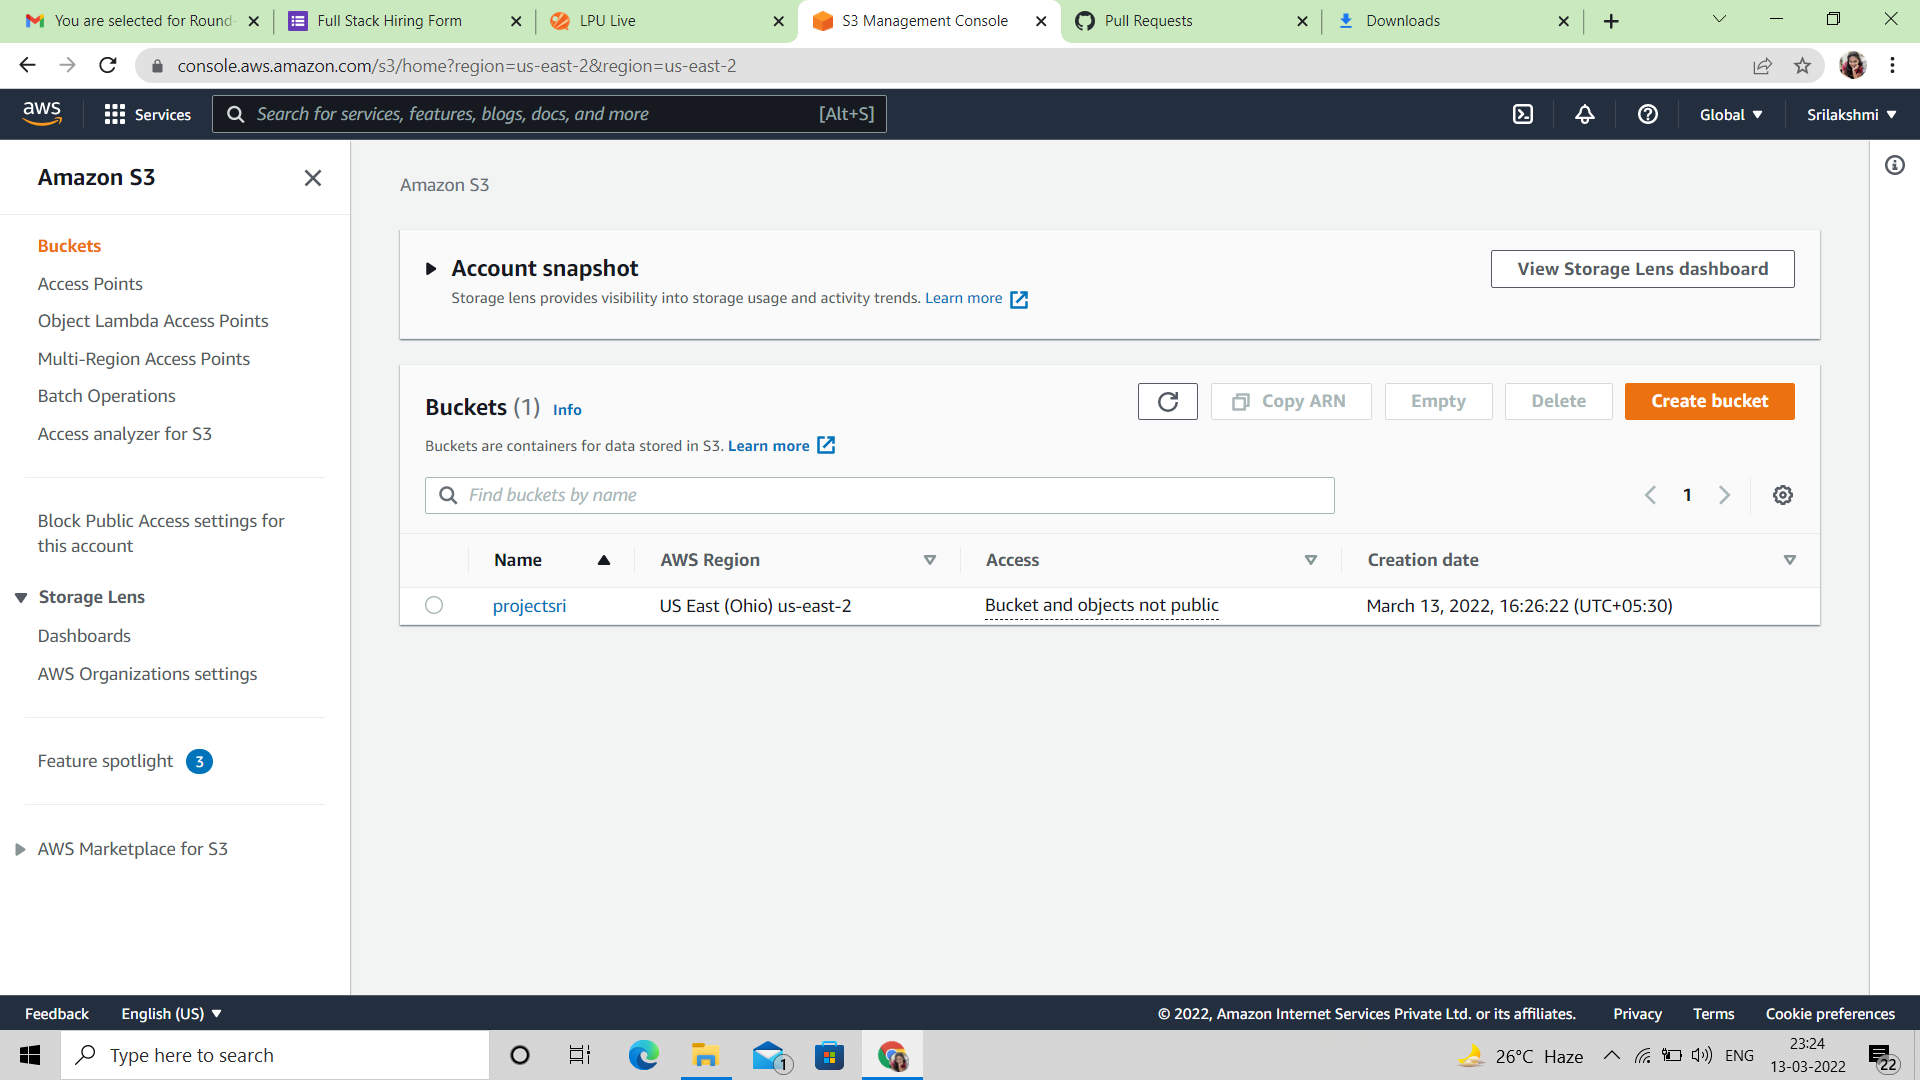 You are selected for Round-
Full Stack Hiring Form
LPU Live
S3 Management Console
Pull Requests
Downloads
console.aws.amazon.com/s3/home?region=us-east-2&region=us-east-2
aws
Services
Search for services, features, blogs, docs, and more
[Alt+S]
Global
Srilakshmi
Amazon S3
Buckets
Access Points
Object Lambda Access Points
Multi-Region Access Points
Batch Operations
Access analyzer for S3
Block Public Access settings for
this account
Storage Lens
Dashboards
AWS Organizations settings
Feature spotlight 3
AWS Marketplace for S3
Amazon S3
Account snapshot
Storage lens provides visibility into storage usage and activity trends. Learn more
View Storage Lens dashboard
Buckets (1) Info
Buckets are containers for data stored in S3. Learn more
Copy ARN
Empty
Delete
Create bucket
Find buckets by name
1
Name
AWS Region
Access
Creation date
projectsri
US East (Ohio) us-east-2
Bucket and objects not public
March 13, 2022, 16:26:22 (UTC+05:30)
Feedback
English (US)
© 2022, Amazon Internet Services Private Ltd. or its affiliates.
Privacy
Terms
Cookie preferences
Type here to search
1
26°C Haze
ENG
23:24
13-03-2022
22